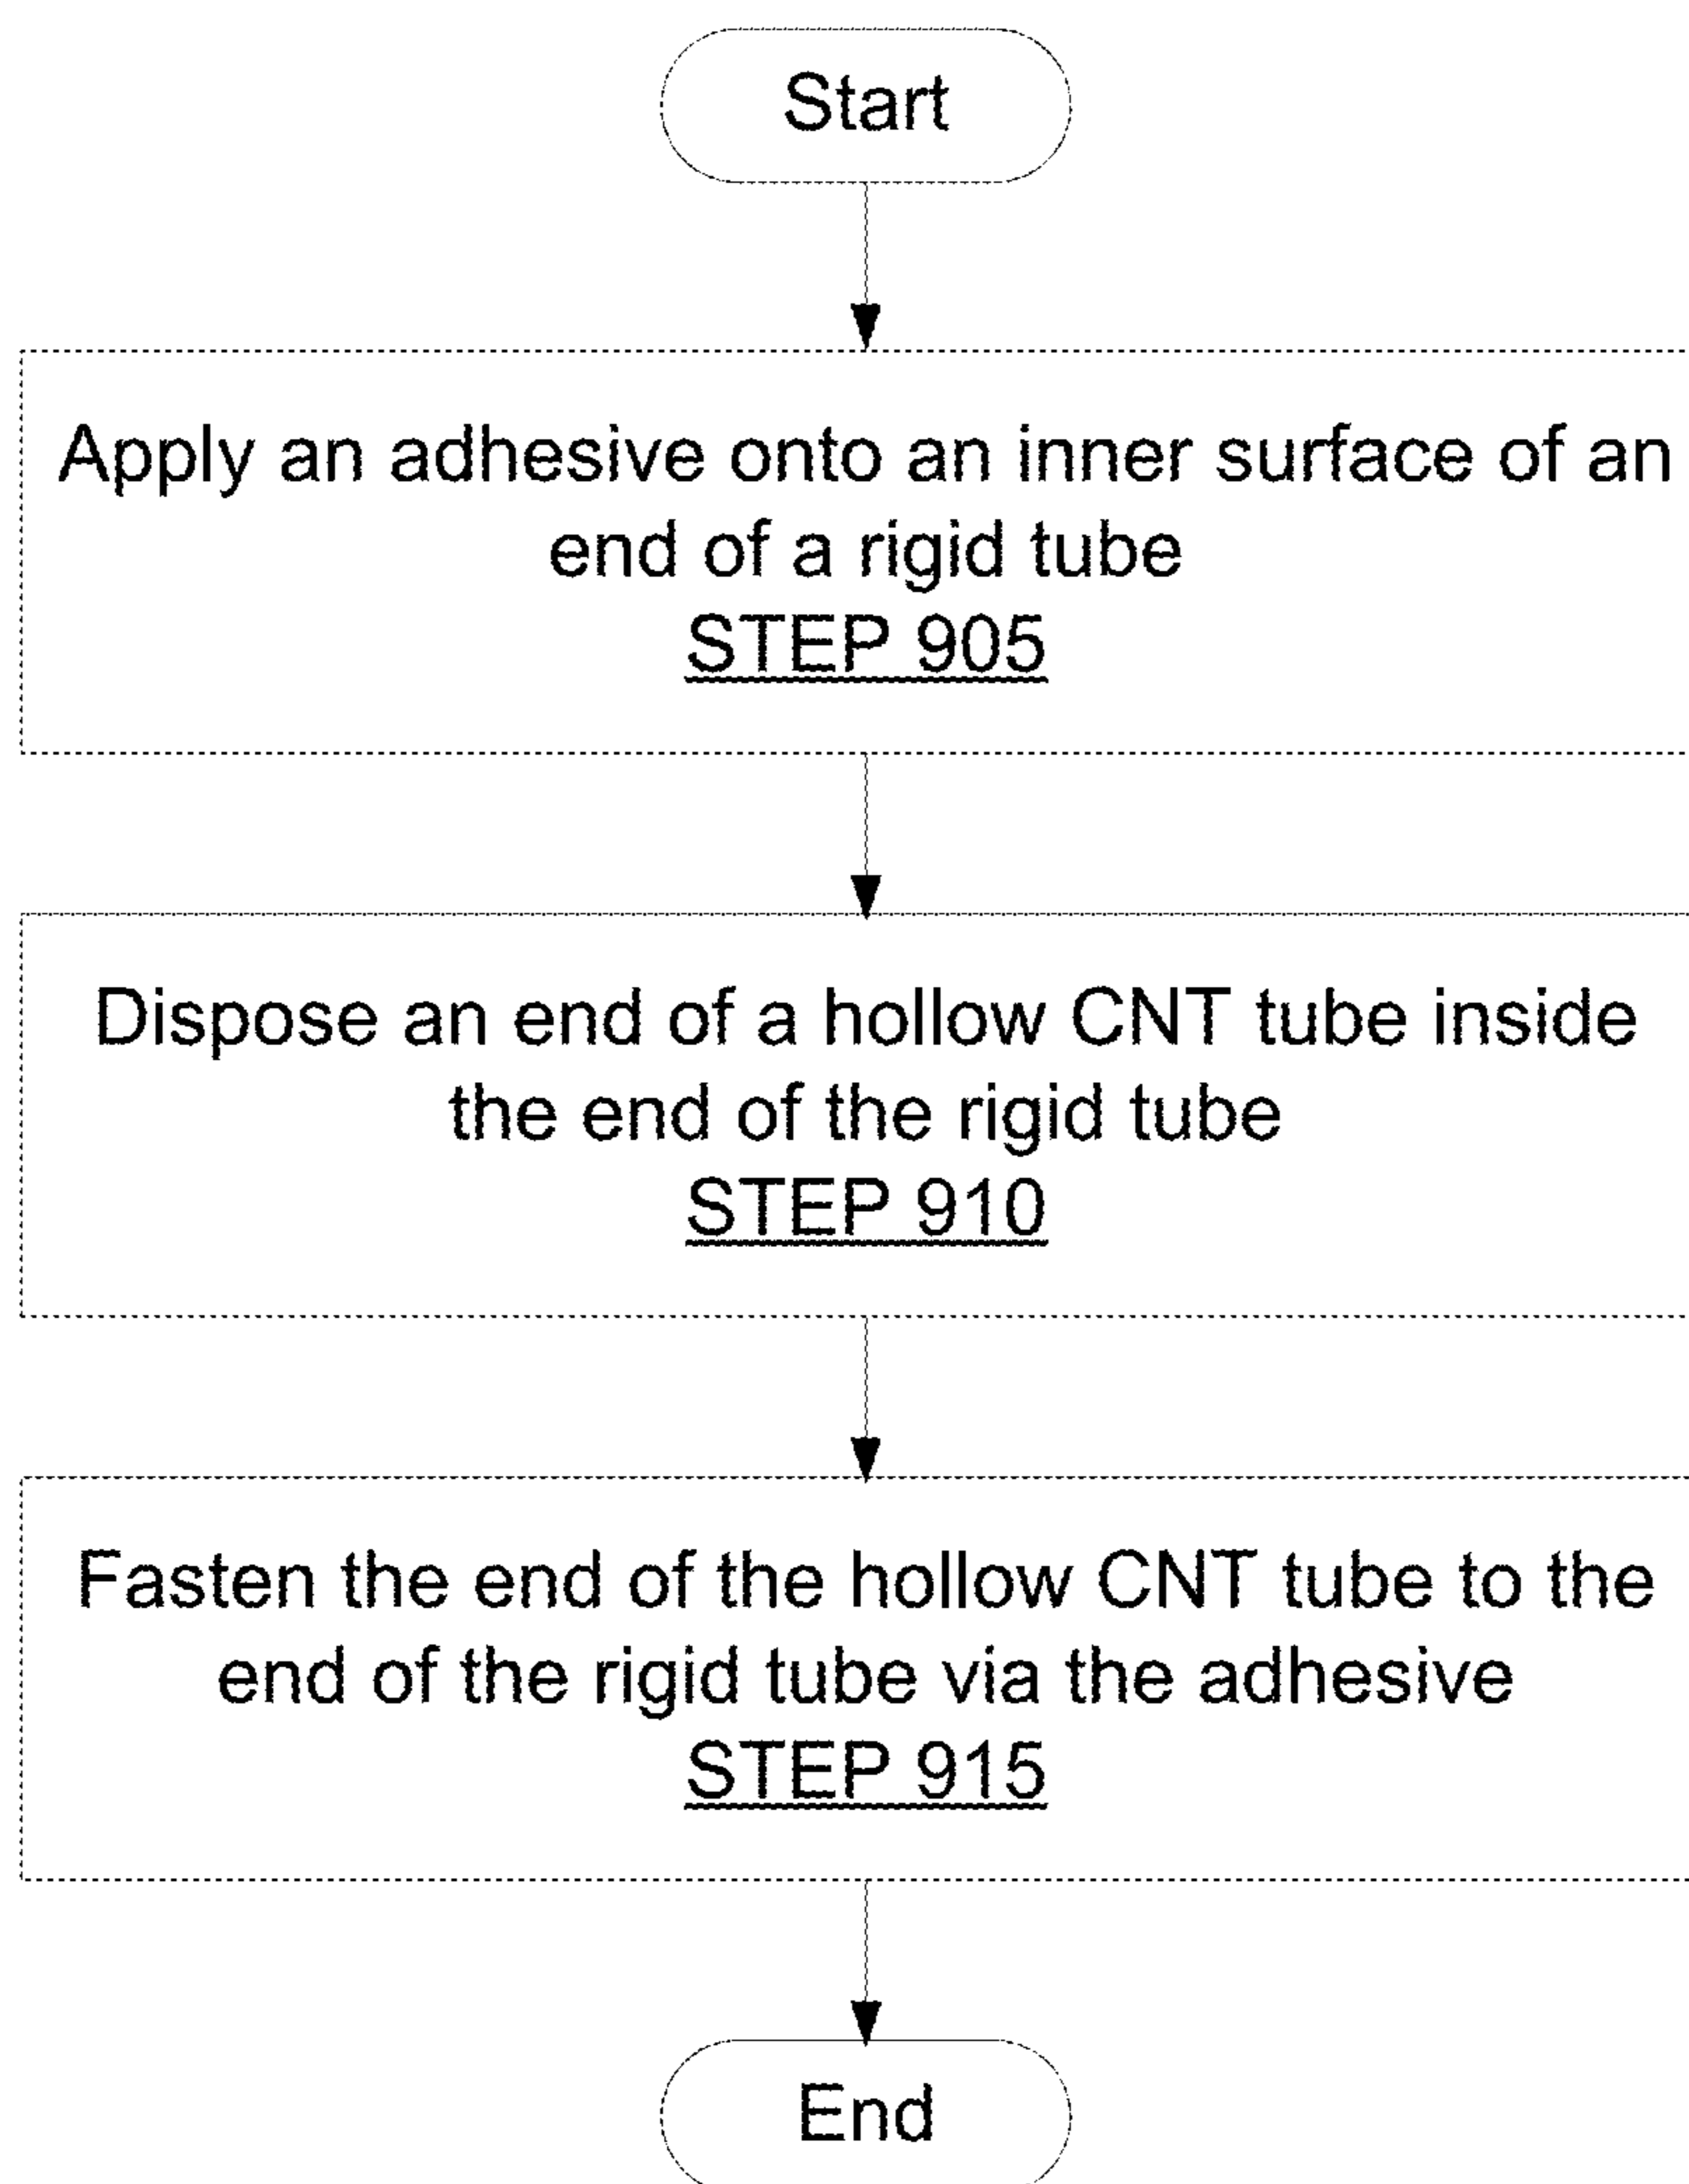 Start
Apply an adhesive onto an inner surface of an
end of a rigid tube
STEP 905
Dispose an end of a hollow CNT tube inside
the end of the rigid tube
STEP 910
Fasten the end of the hollow CNT tube to the
end of the rigid tube via the adhesive
STEP 915
End